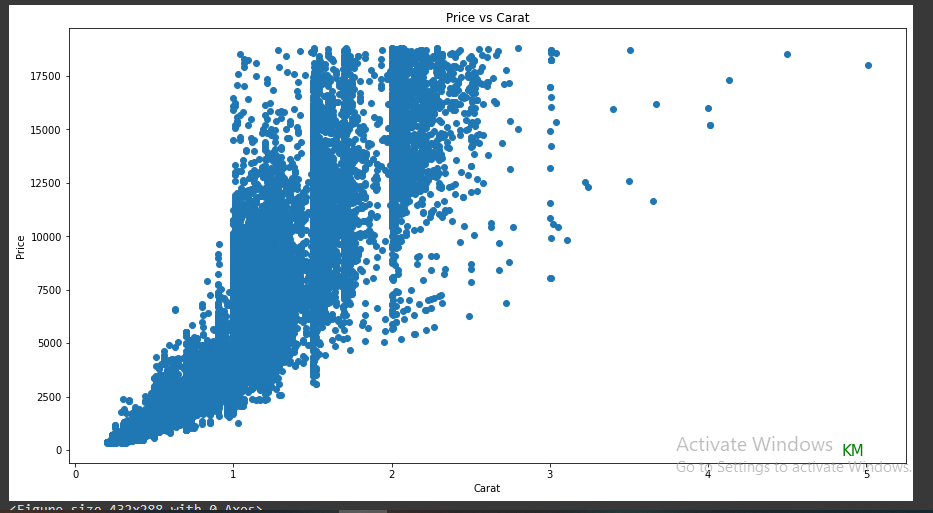 Price vs Carat
17500
15000
12500
10000
7500
5000
2500
0
Price
0 1 2 3 4 5
Carat
Activate Windows KM
Go to Settings to activate Windows.
<Figure size 432x288 with 0 Axes>